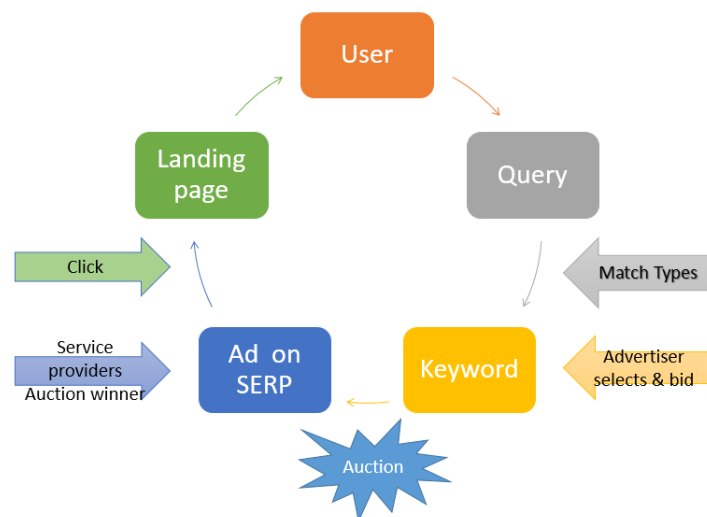 User
Landing
page
Query
Click
Match Types
Service
providers
Auction winner
Ad on
SERP
Keyword
Advertiser
selects & bid
Auction